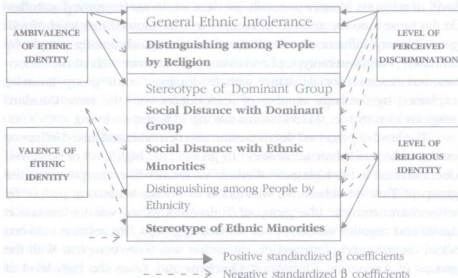 AMBIVALENCE
OF ETHNIC
IDENTITY
VALENCE OF
ETHNIC
IDENTITY
General Ethnic Intolerance
Distinguishing among People
by Religion
Stereotype of Dominant Group
Social Distance with Dominant
Group
Social Distance with Ethnic
Minorities
Distinguishing among People by
Ethnicity
Stereotype of Ethnic Minorities
LEVEL OF
PERCEIVED
DISCRIMINATION
LEVEL OF
RELIGIOUS
IDENTITY
Positive standardized β coefficients
Negative standardized β coefficients